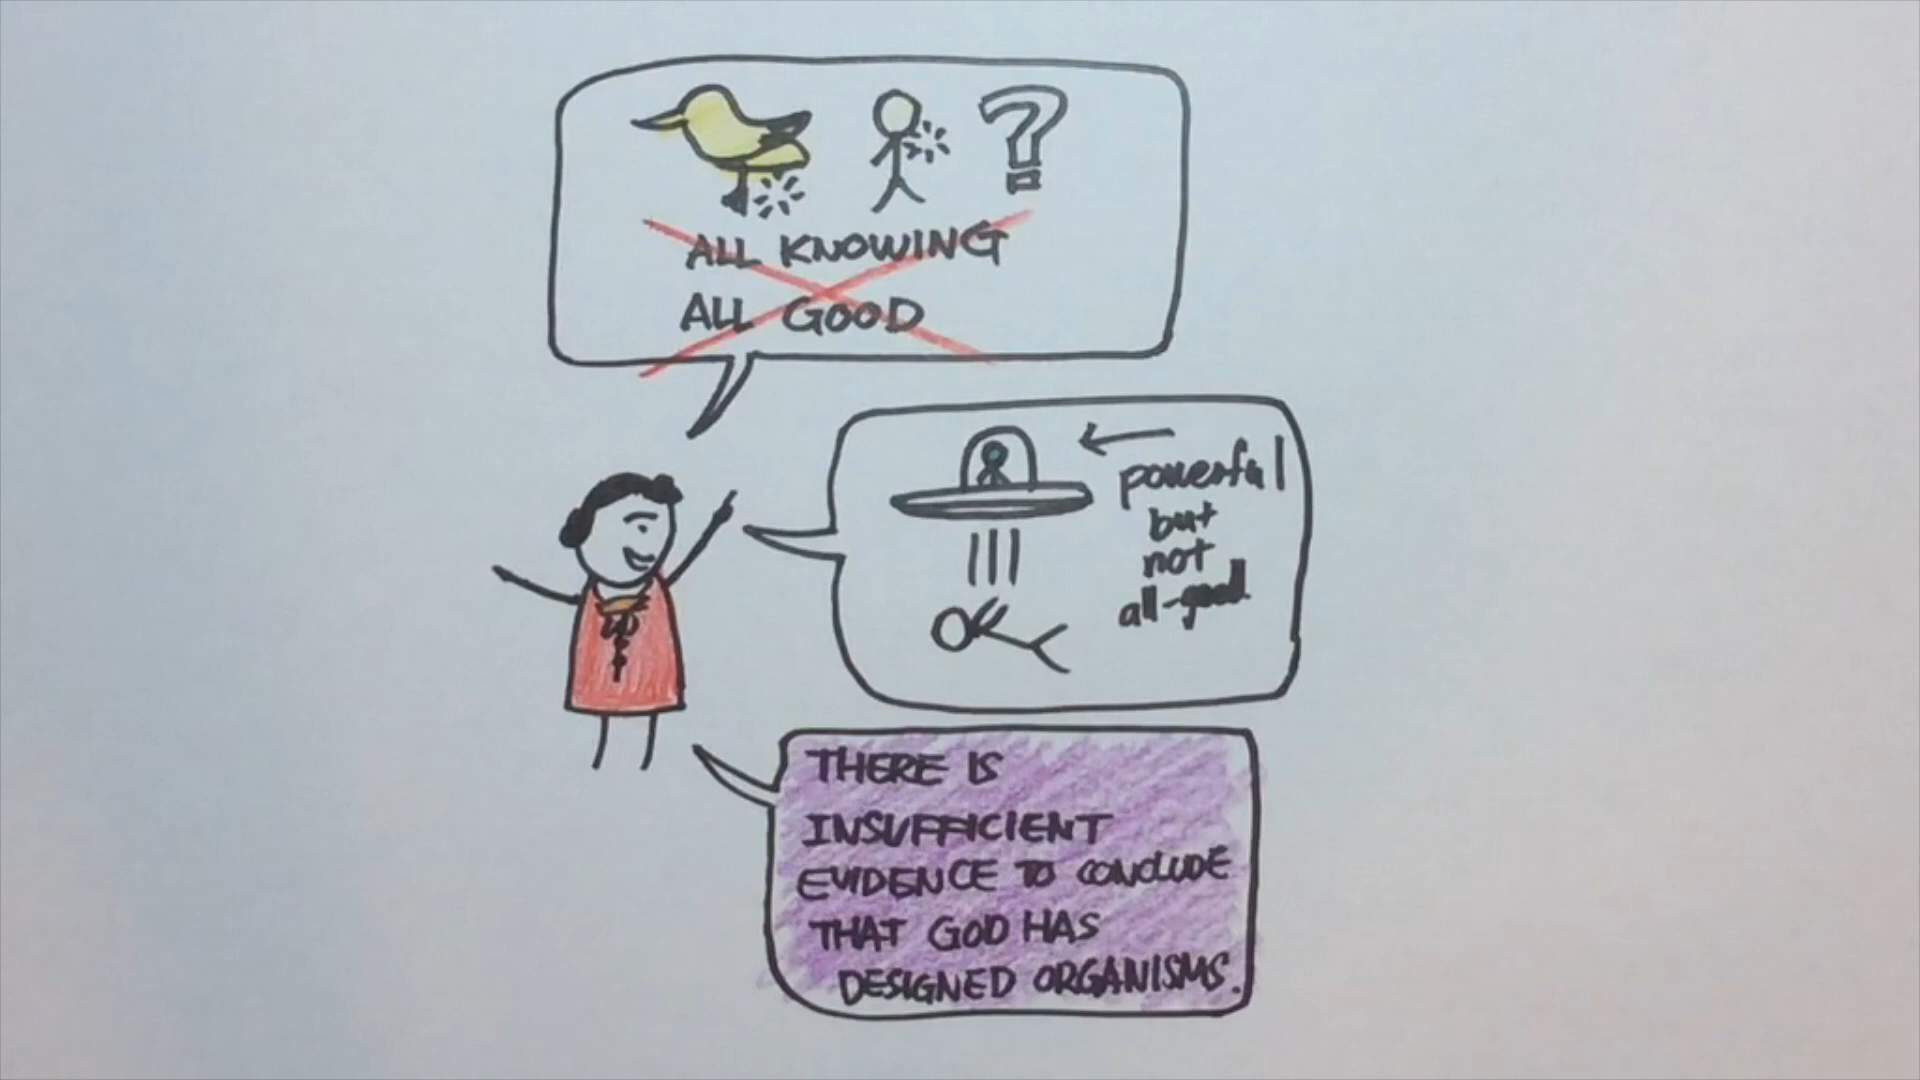 ?
ALL KNOWING
ALL GOOD
powerful
but
not
all-good
THERE IS
INSUFFICIENT
EVIDENCE TO CONCLUDE
THAT GOD HAS
DESIGNED ORGANISMS.